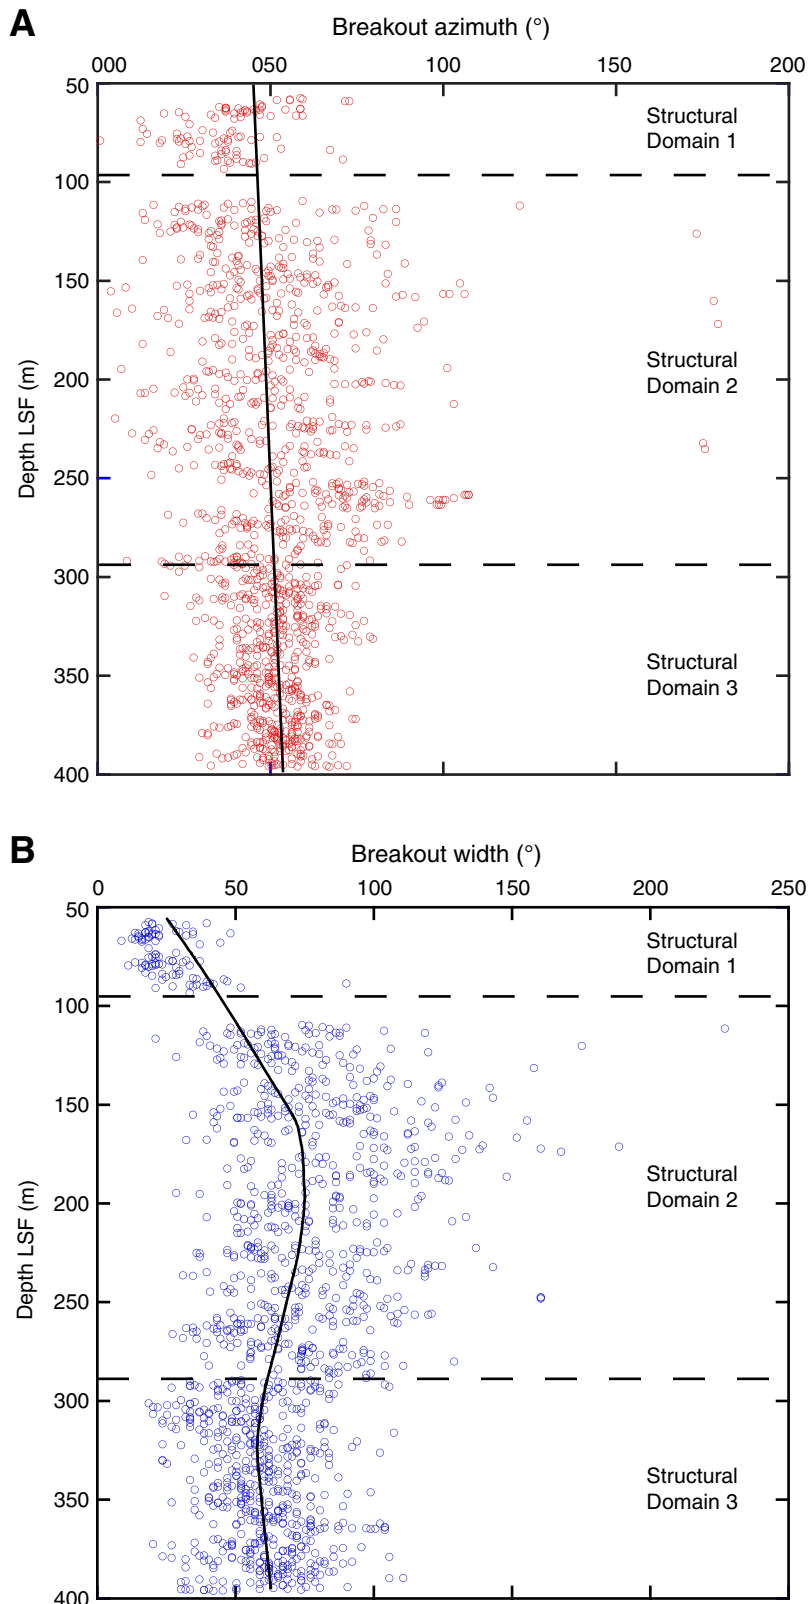 A
Breakout azimuth (°)
000 050 100 150 200
50
Structural
Domain 1
100
150
Structural
Domain 2
200
Depth LSF (m)
250
300
Structural
Domain 3
350
400
B
Breakout width (°)
0 50 100 150 200 250
50
Structural
Domain 1
100
150
Structural
Domain 2
200
Depth LSF (m)
250
300
Structural
Domain 3
350
400